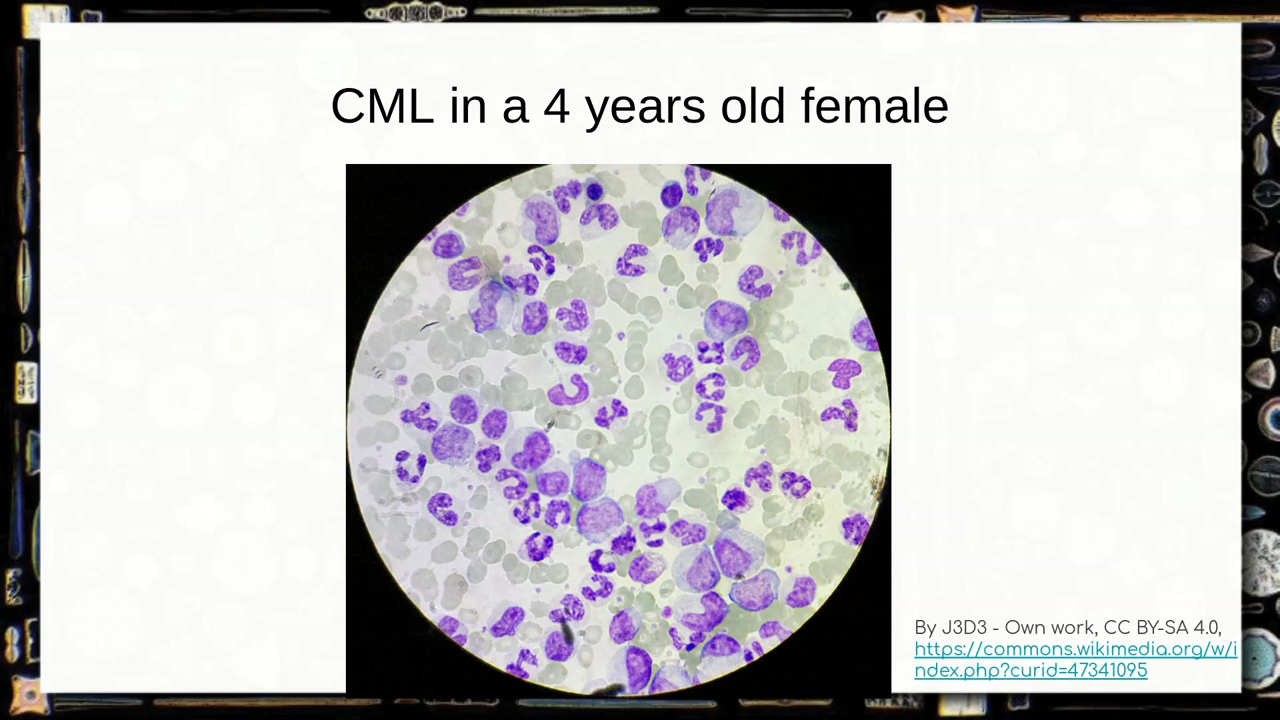 CML in a 4 years old female
By J3D3 - Own work, CC BY-SA 4.0,
https://commons.wikimedia.org/w/i
ndex.php?curid=47341095